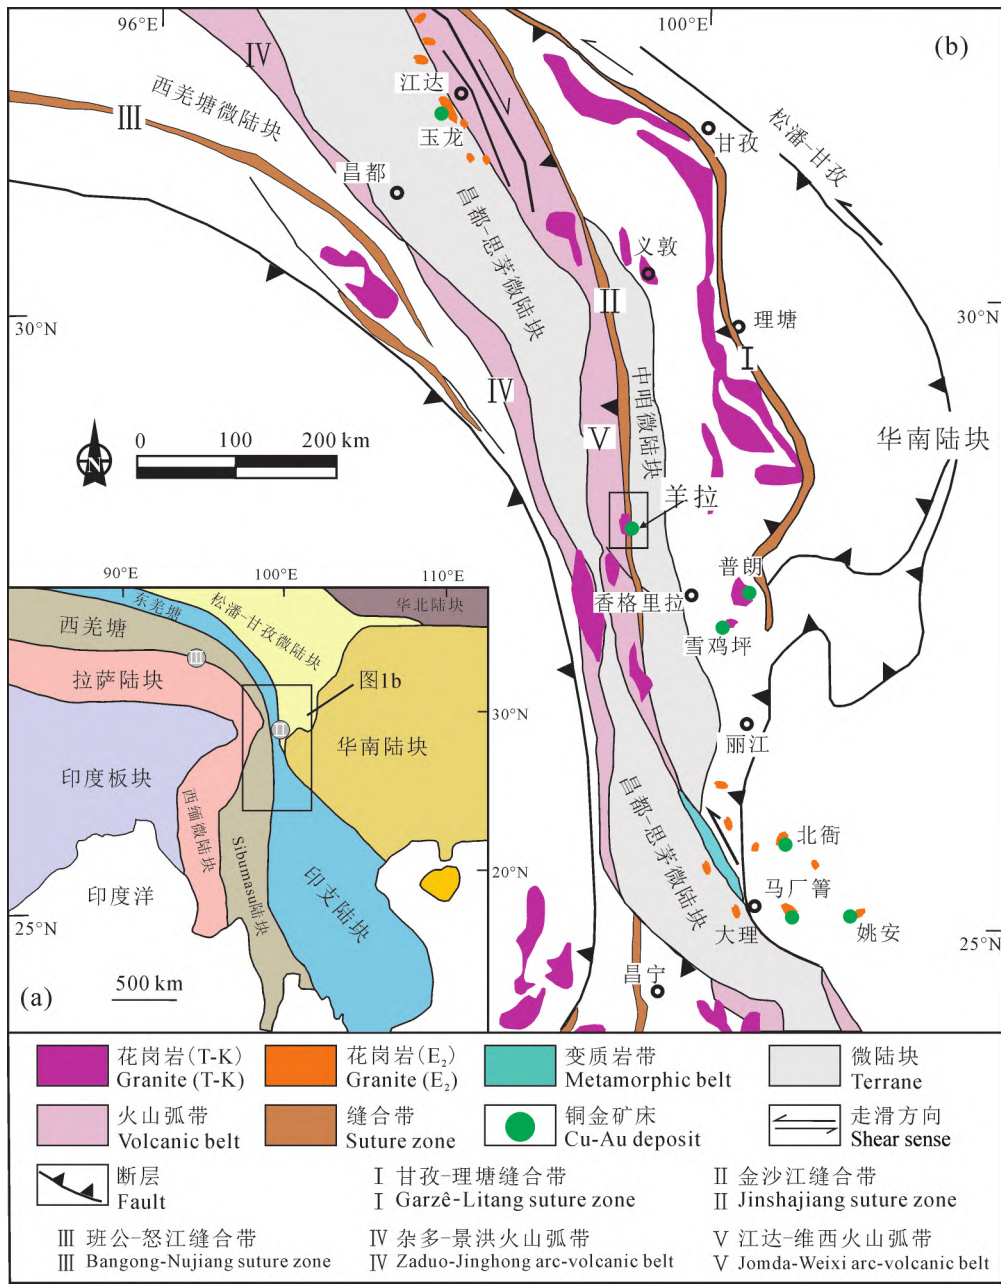 96°E
100°E
(b)
Ⅳ
西羌塘微陆块
Ⅲ
江达
玉龙
昌都
昌都-思茅微陆块
甘孜
松潘-甘孜
义敦
Ⅱ
30°N
理塘
30°N
Ⅰ
Ⅳ
中咱微陆块
Ⅴ
华南陆块
0 100 200 km
N
羊拉
普朗
香格里拉
雪鸡坪
丽江
昌都-思茅微陆块
北衙
马厂箐
大理
姚安
25°N
25°N
昌宁
90°E
100°E
110°E
东羌塘
松潘-甘孜微陆块
华北陆块
西羌塘
Ⅲ
拉萨陆块
图1b
Ⅱ
30°N
华南陆块
印度板块
西缅微陆块
Sibumasu陆块
印支陆块
20°N
印度洋
(a)
500 km
花岗岩(T-K)
Granite (T-K)
花岗岩(E₂)
Granite (E₂)
变质岩带
Metamorphic belt
微陆块
Terrane
火山弧带
Volcanic belt
缝合带
Suture zone
铜金矿床
Cu-Au deposit
走滑方向
Shear sense
断层
Fault
Ⅰ 甘孜-理塘缝合带
Ⅰ Garzê-Litang suture zone
Ⅱ 金沙江缝合带
Ⅱ Jinshajiang suture zone
Ⅲ 班公-怒江缝合带
Ⅲ Bangong-Nujiang suture zone
Ⅳ 杂多-景洪火山弧带
Ⅳ Zaduo-Jinghong arc-volcanic belt
Ⅴ 江达-维西火山弧带
Ⅴ Jomda-Weixi arc-volcanic belt